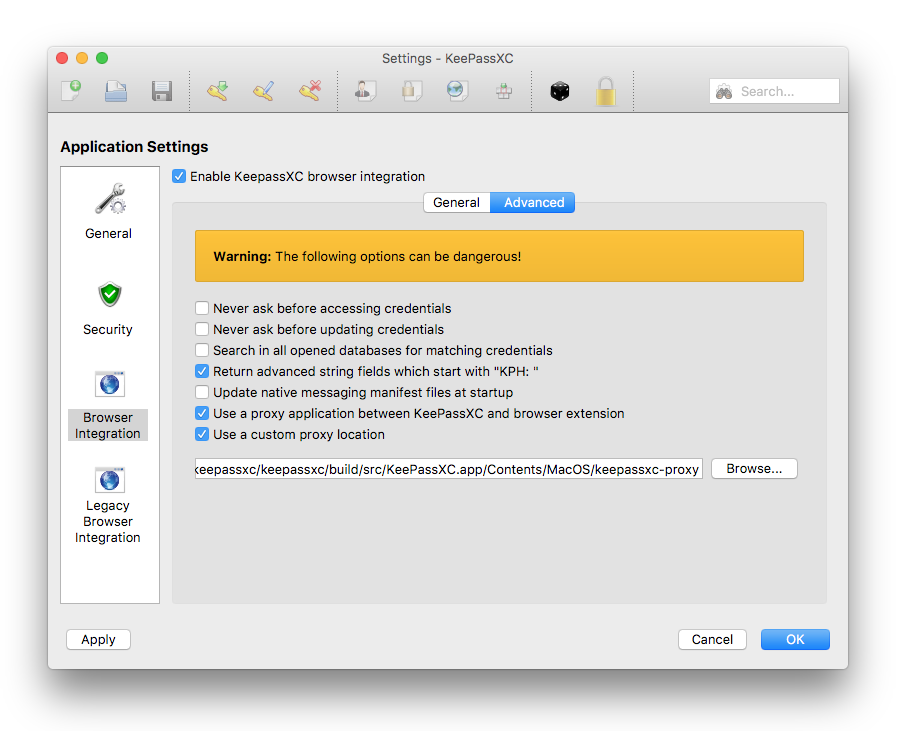 Settings - KeePassXC
Search...
Application Settings
General
Security
Browser
Integration
Legacy
Browser
Integration
Enable KeepassXC browser integration
General
Advanced
Warning: The following options can be dangerous!
Never ask before accessing credentials
Never ask before updating credentials
Search in all opened databases for matching credentials
Return advanced string fields which start with "KPH: "
Update native messaging manifest files at startup
Use a proxy application between KeePassXC and browser extension
Use a custom proxy location
keepassxc/keepassxc/build/src/KeePassXC.app/Contents/MacOS/keepassxc-proxy
Browse...
Apply
Cancel
OK